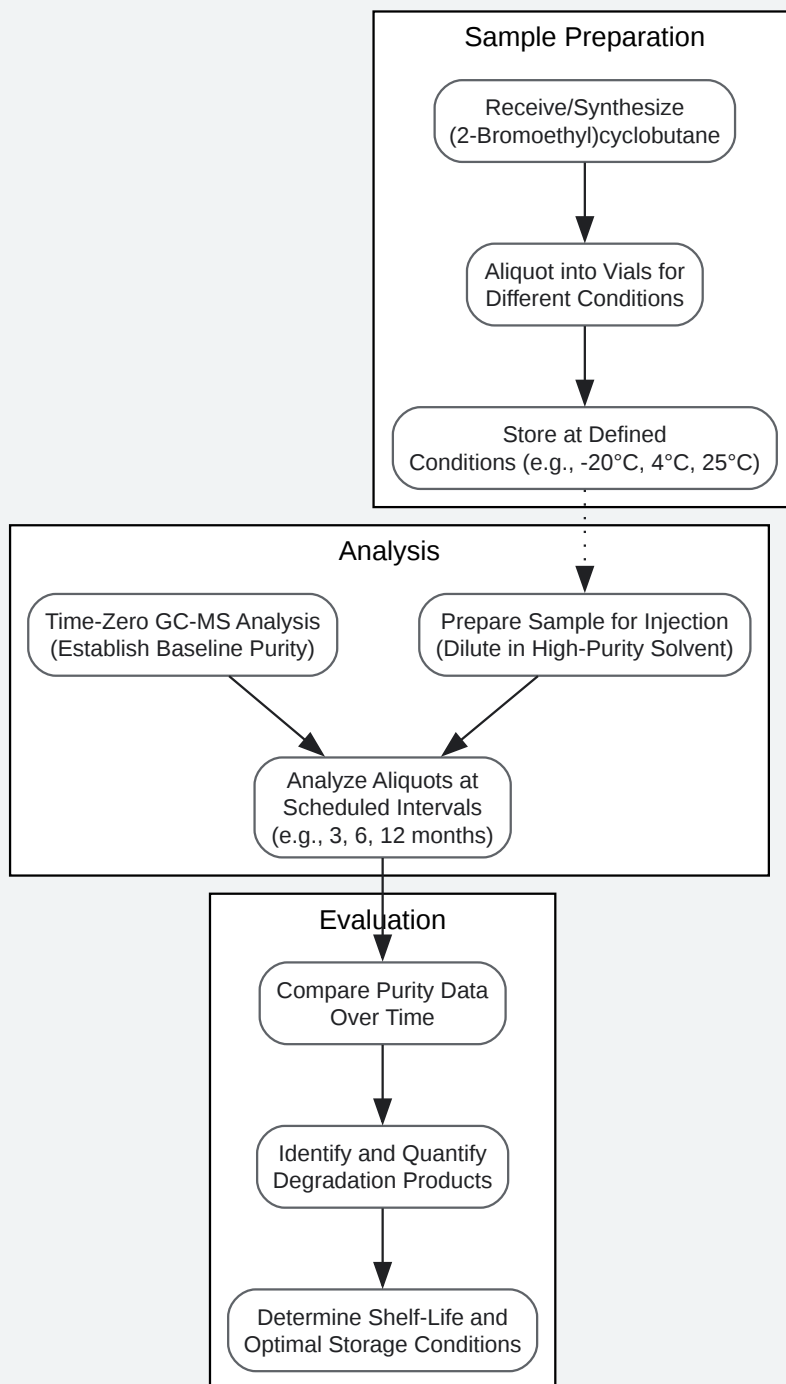 Sample Preparation
Receive/Synthesize
(2-Bromoethyl)cyclobutane
Aliquot into Vials for
Different Conditions
Store at Defined
Conditions (e.g., -20°C, 4°C, 25°C)
Analysis
Time-Zero GC-MS Analysis
(Establish Baseline Purity)
Prepare Sample for Injection
(Dilute in High-Purity Solvent)
Analyze Aliquots at
Scheduled Intervals
(e.g., 3, 6, 12 months)
Evaluation
Compare Purity Data
Over Time
Identify and Quantify
Degradation Products
Determine Shelf-Life and
Optimal Storage Conditions